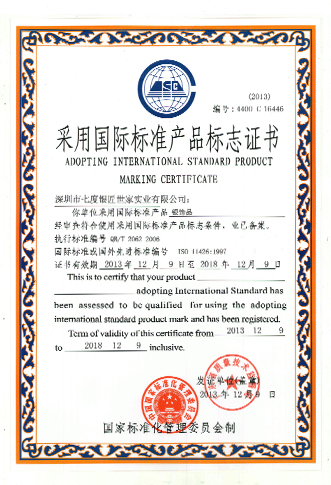 (2013)
编号:4400 C 16446
采用国际标准产品标志证书
ADOPTING INTERNATIONAL STANDARD PRODUCT
MARKING CERTIFICATE
深圳市七度银匠世家实业有限公司:
你单位采用国际标准产品 银饰品
经审查符合使用采用国际标准产品标志条件,业已备案。
执行标准编号 QB/T 2062 2006
国际标准或国外先进标准编号 ISO 11426:1997
证书有效期 2013 年 12 月 9 日至 2018 年 12 月 9 日
This is to certify that your product
adopting International Standard has
been assessed to be qualified for using the adopting
international standard product mark and has been registered.
Term of validity of this certificate from 2013 12 9
to 2018 12 9 inclusive.
发证单位(盖章)
2013 年 12 月 9 日
国家标准化管理委员会制